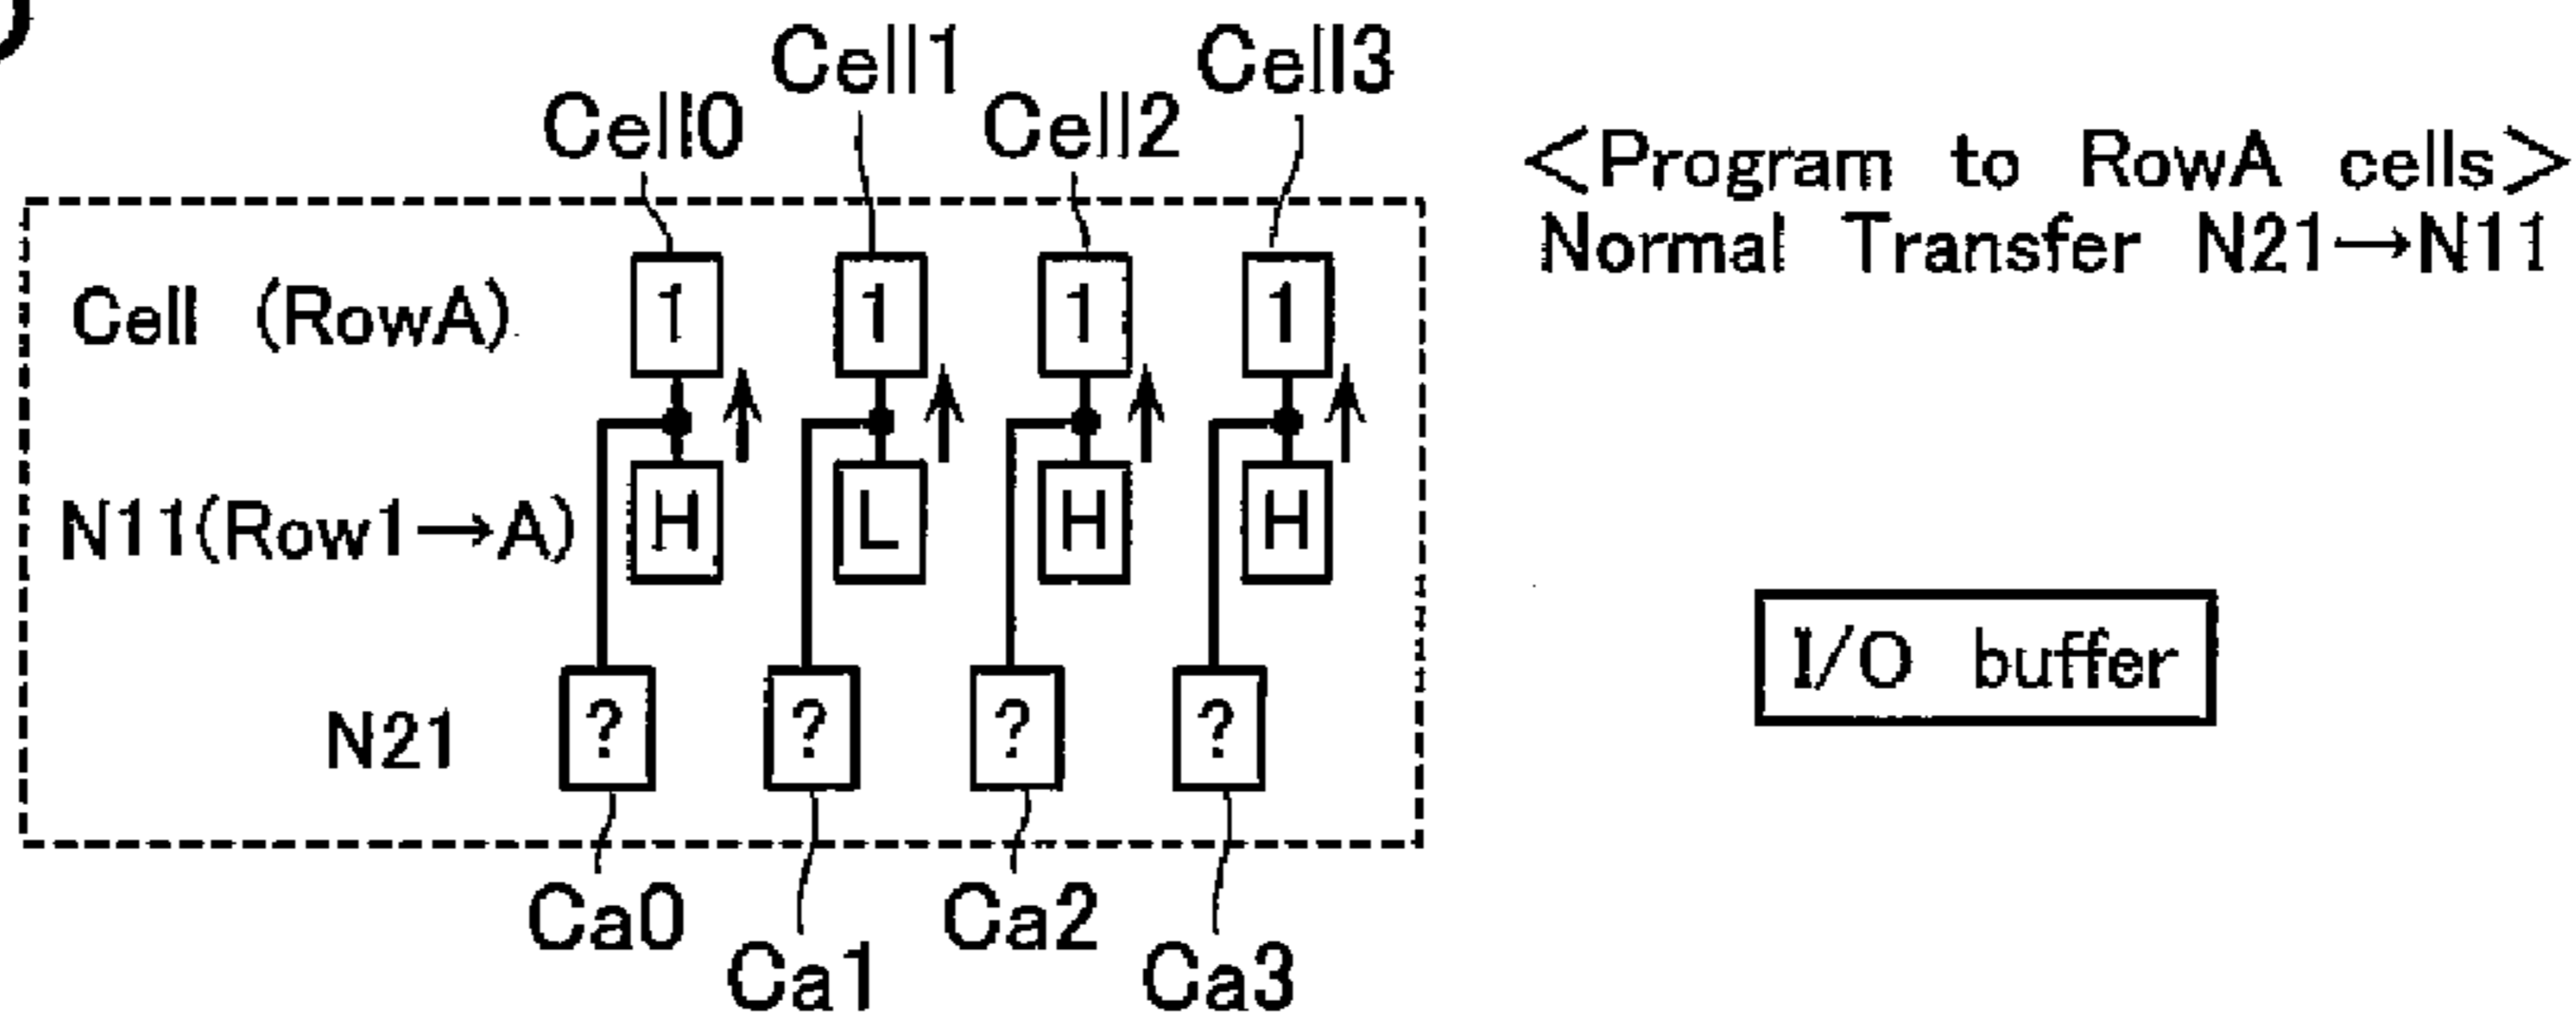 Cell0 Cell1 Cell2 Cell3
<Program to RowA cells>
Normal Transfer N21→N11
Cell (RowA) 1 1 1 1
N11(Row1→A) H L H H
I/O buffer
N21 ? ? ? ?
Ca0 Ca1 Ca2 Ca3